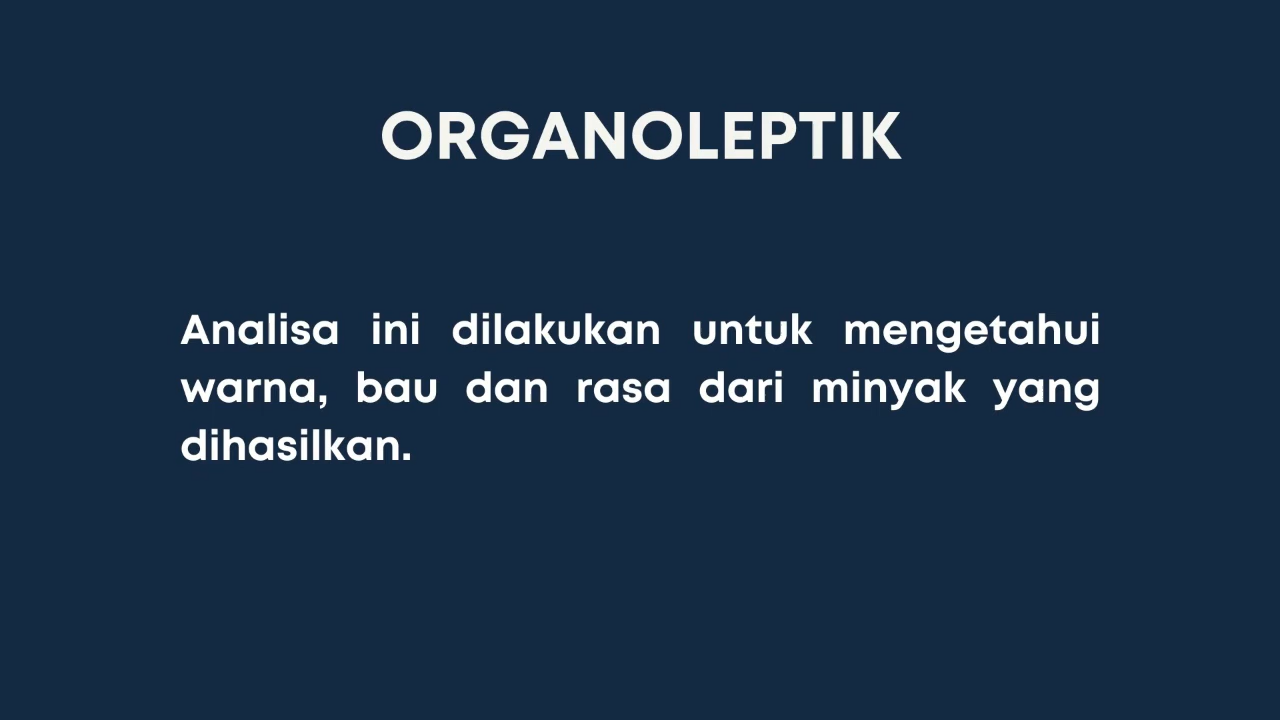 ORGANOLEPTIK
Analisa ini dilakukan untuk mengetahui
warna, bau dan rasa dari minyak yang
dihasilkan.